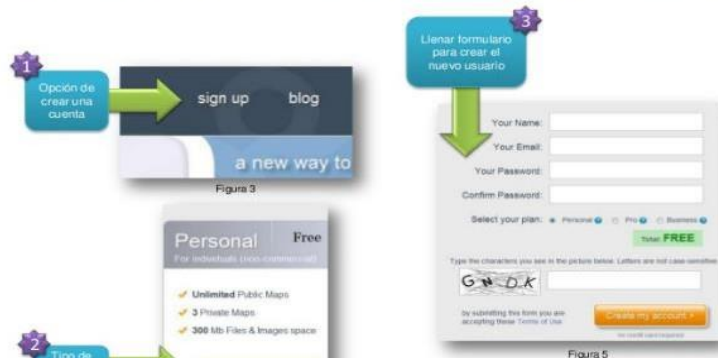 1
Opción de
crear una
cuenta
sign up blog
a new way to
Figura 3
Personal Free
For individuals (non-commercial)
Unlimited Public Maps
3 Private Maps
300 Mb Files & Images space
2
Tipo de
3
Llenar formulario
para crear el
nuevo usuario
Your Name:
Your Email:
Your Password:
Confirm Password:
Select your plan: Personal Pro Business
Total: FREE
Type the characters you see in the picture below. Letters are not case-sensitive
G N D K
by submitting this form you are
accepting these Terms of Use
Create my account >
no credit card required
Figura 5